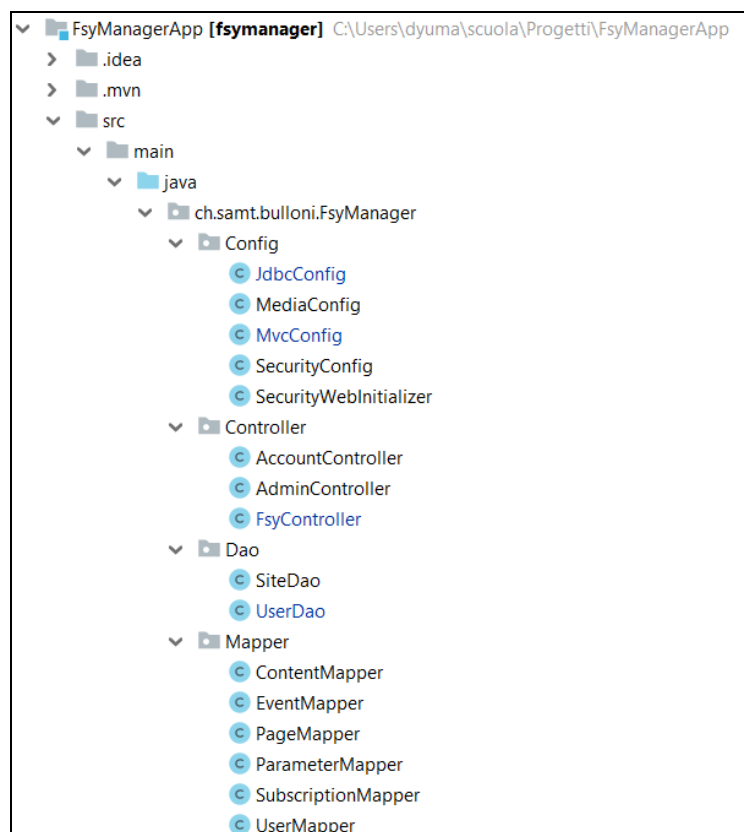 FsyManagerApp [fsymanager] C:\Users\dyuma\scuola\Progetti\FsyManagerApp
.idea
.mvn
src
main
java
ch.samt.bulloni.FsyManager
Config
JdbcConfig
MediaConfig
MvcConfig
SecurityConfig
SecurityWebInitializer
Controller
AccountController
AdminController
FsyController
Dao
SiteDao
UserDao
Mapper
ContentMapper
EventMapper
PageMapper
ParameterMapper
SubscriptionMapper
UserMapper